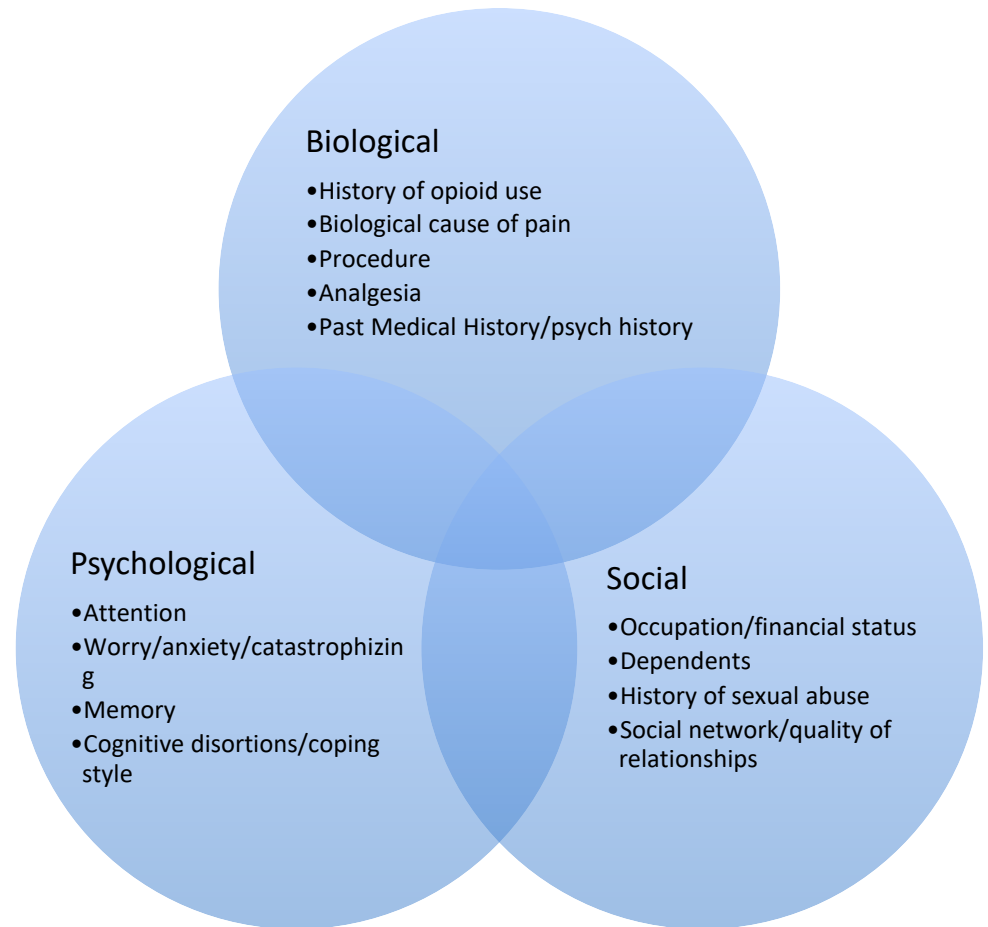 Biological
•History of opioid use
•Biological cause of pain
•Procedure
•Analgesia
•Past Medical History/psych history
Psychological
•Attention
•Worry/anxiety/catastrophizin
g
•Memory
•Cognitive disortions/coping
style
Social
•Occupation/financial status
•Dependents
•History of sexual abuse
•Social network/quality of
relationships